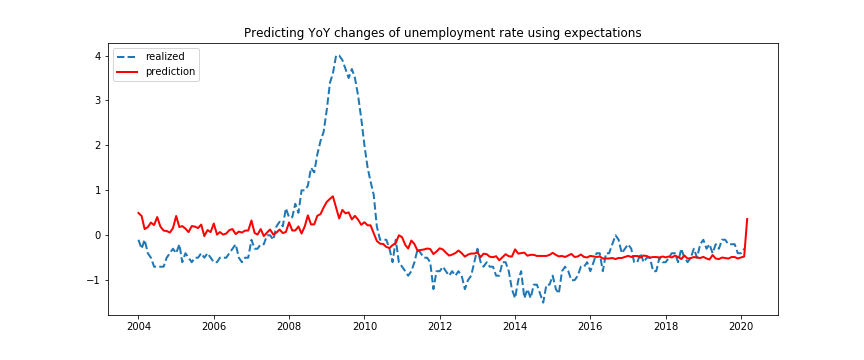 Predicting YoY changes of unemployment rate using expectations
realized
prediction
4
3
2
1
0
−1
2004 2006 2008 2010 2012 2014 2016 2018 2020